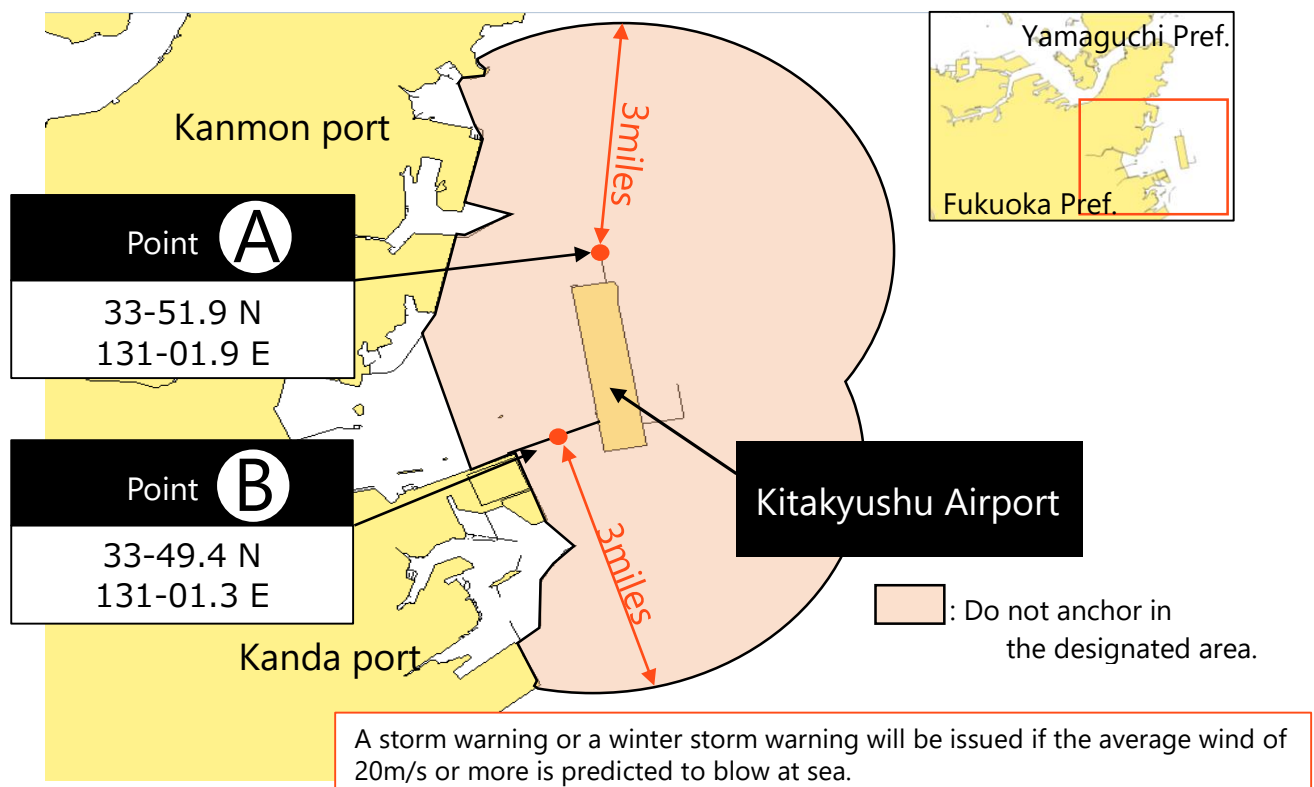 Yamaguchi Pref.
Fukuoka Pref.
Kanmon port
3miles
Point A
33-51.9 N
131-01.9 E
Point B
33-49.4 N
131-01.3 E
Kitakyushu Airport
3miles
Kanda port
: Do not anchor in
the designated area.
A storm warning or a winter storm warning will be issued if the average wind of
20m/s or more is predicted to blow at sea.